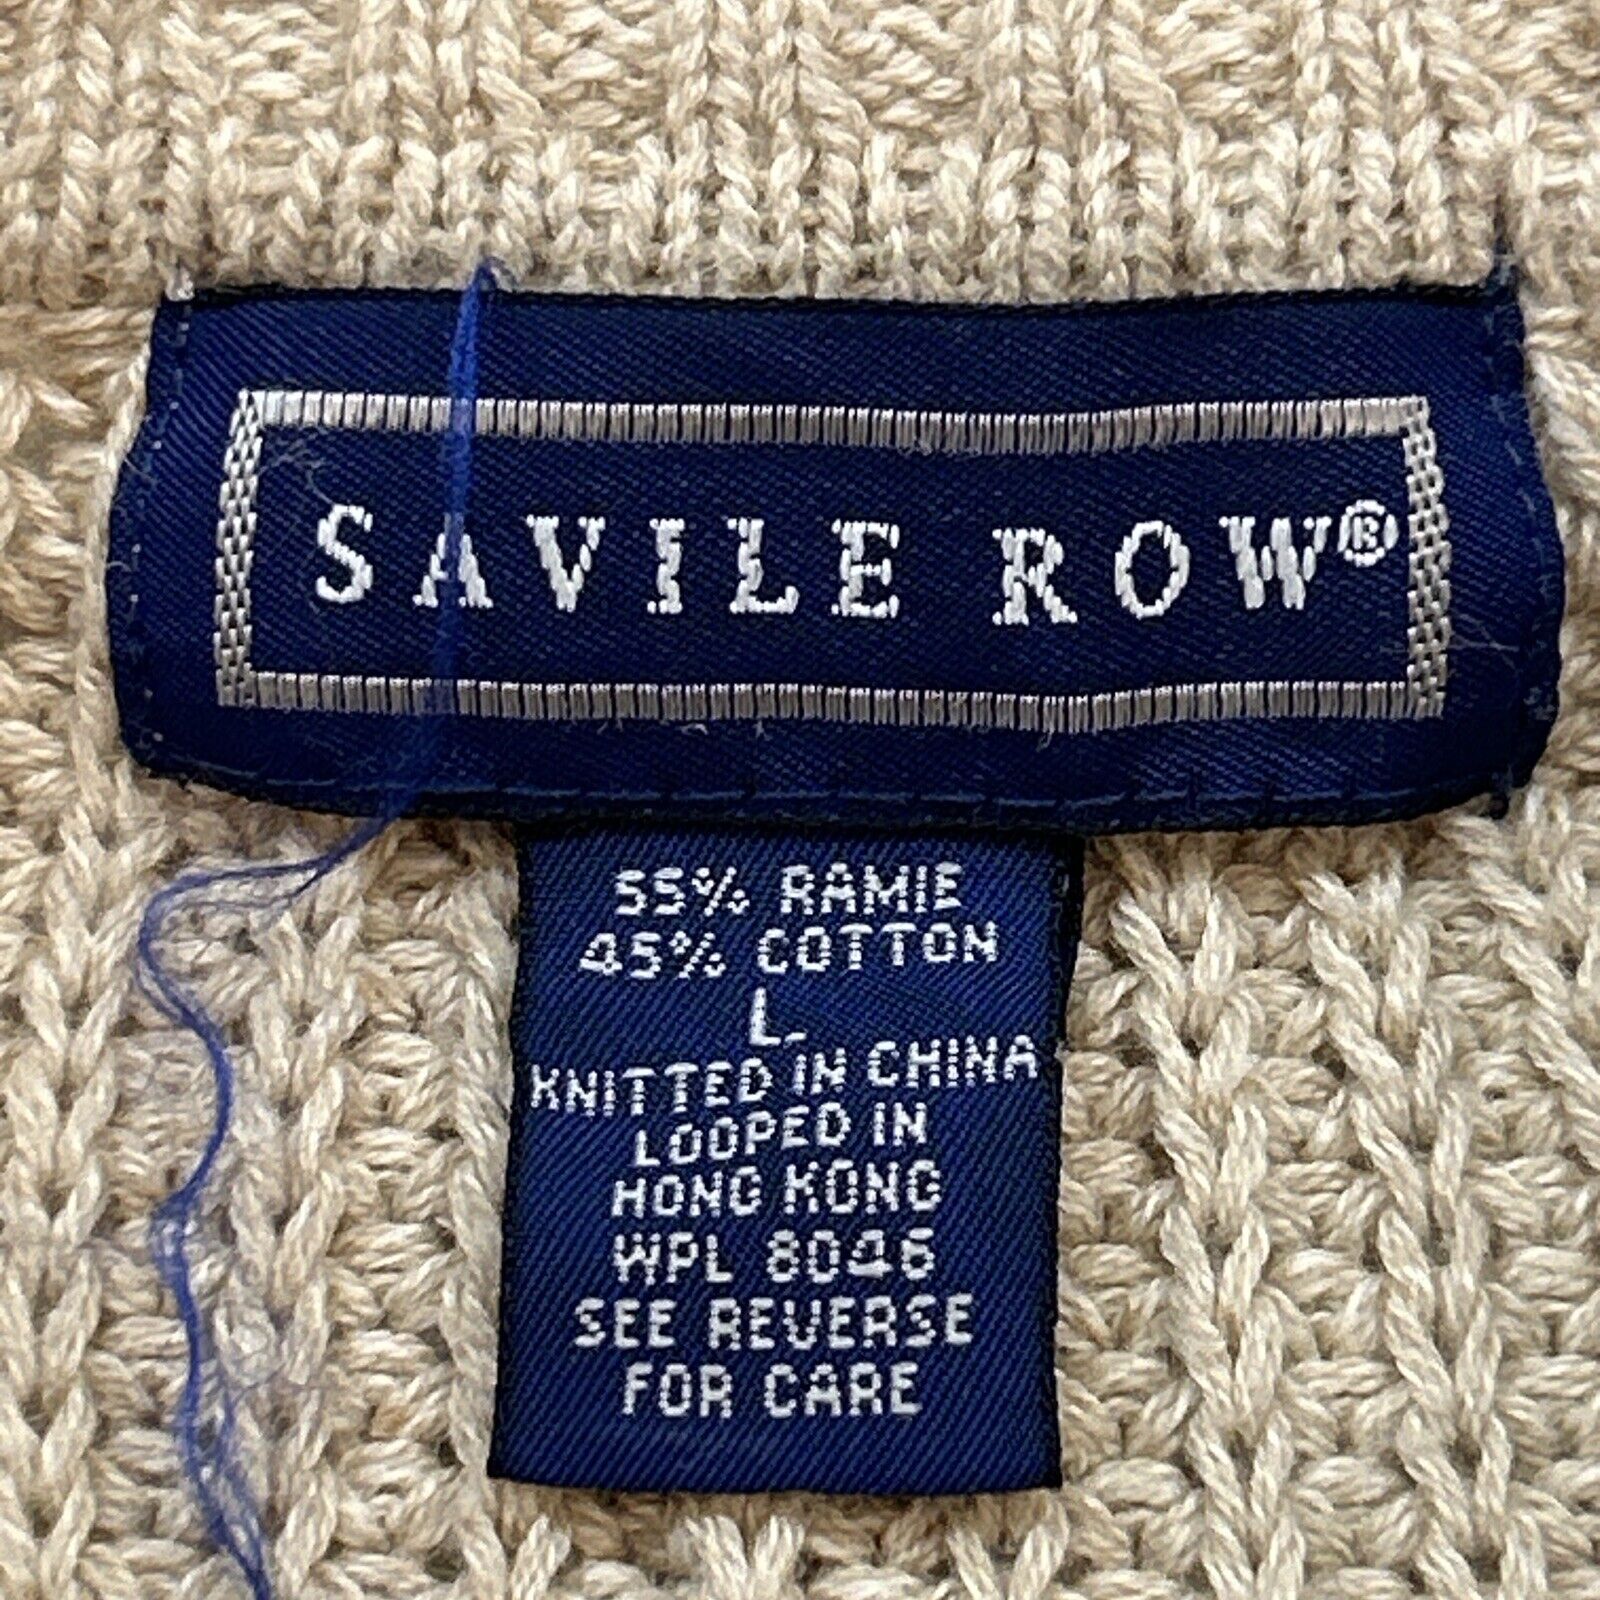 SAVILE ROW®
55% RAMIE
45% COTTON
L.
KNITTED IN CHINA
LOOPED IN
HONG KONG
WPL 8046
SEE REVERSE
FOR CARE